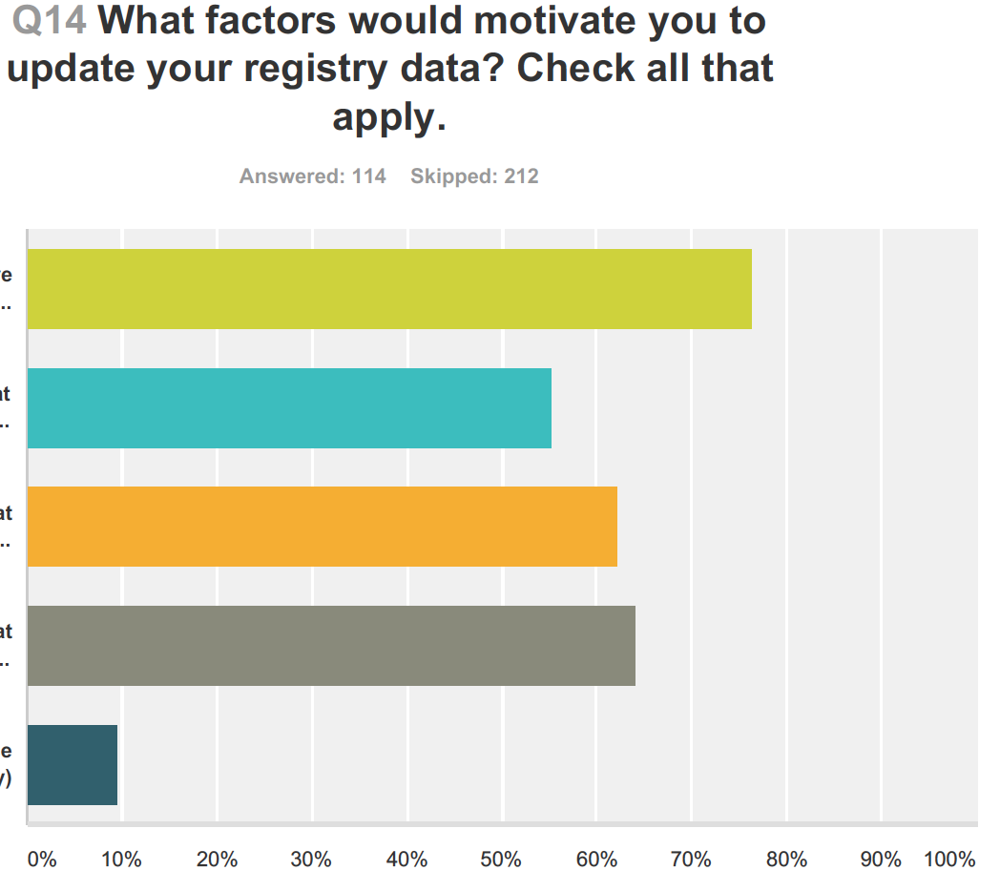 Q14 What factors would motivate you to
update your registry data? Check all that
apply.
Answered: 114 Skipped: 212
..
..
..
..
0% 10% 20% 30% 40% 50% 60% 70% 80% 90% 100%